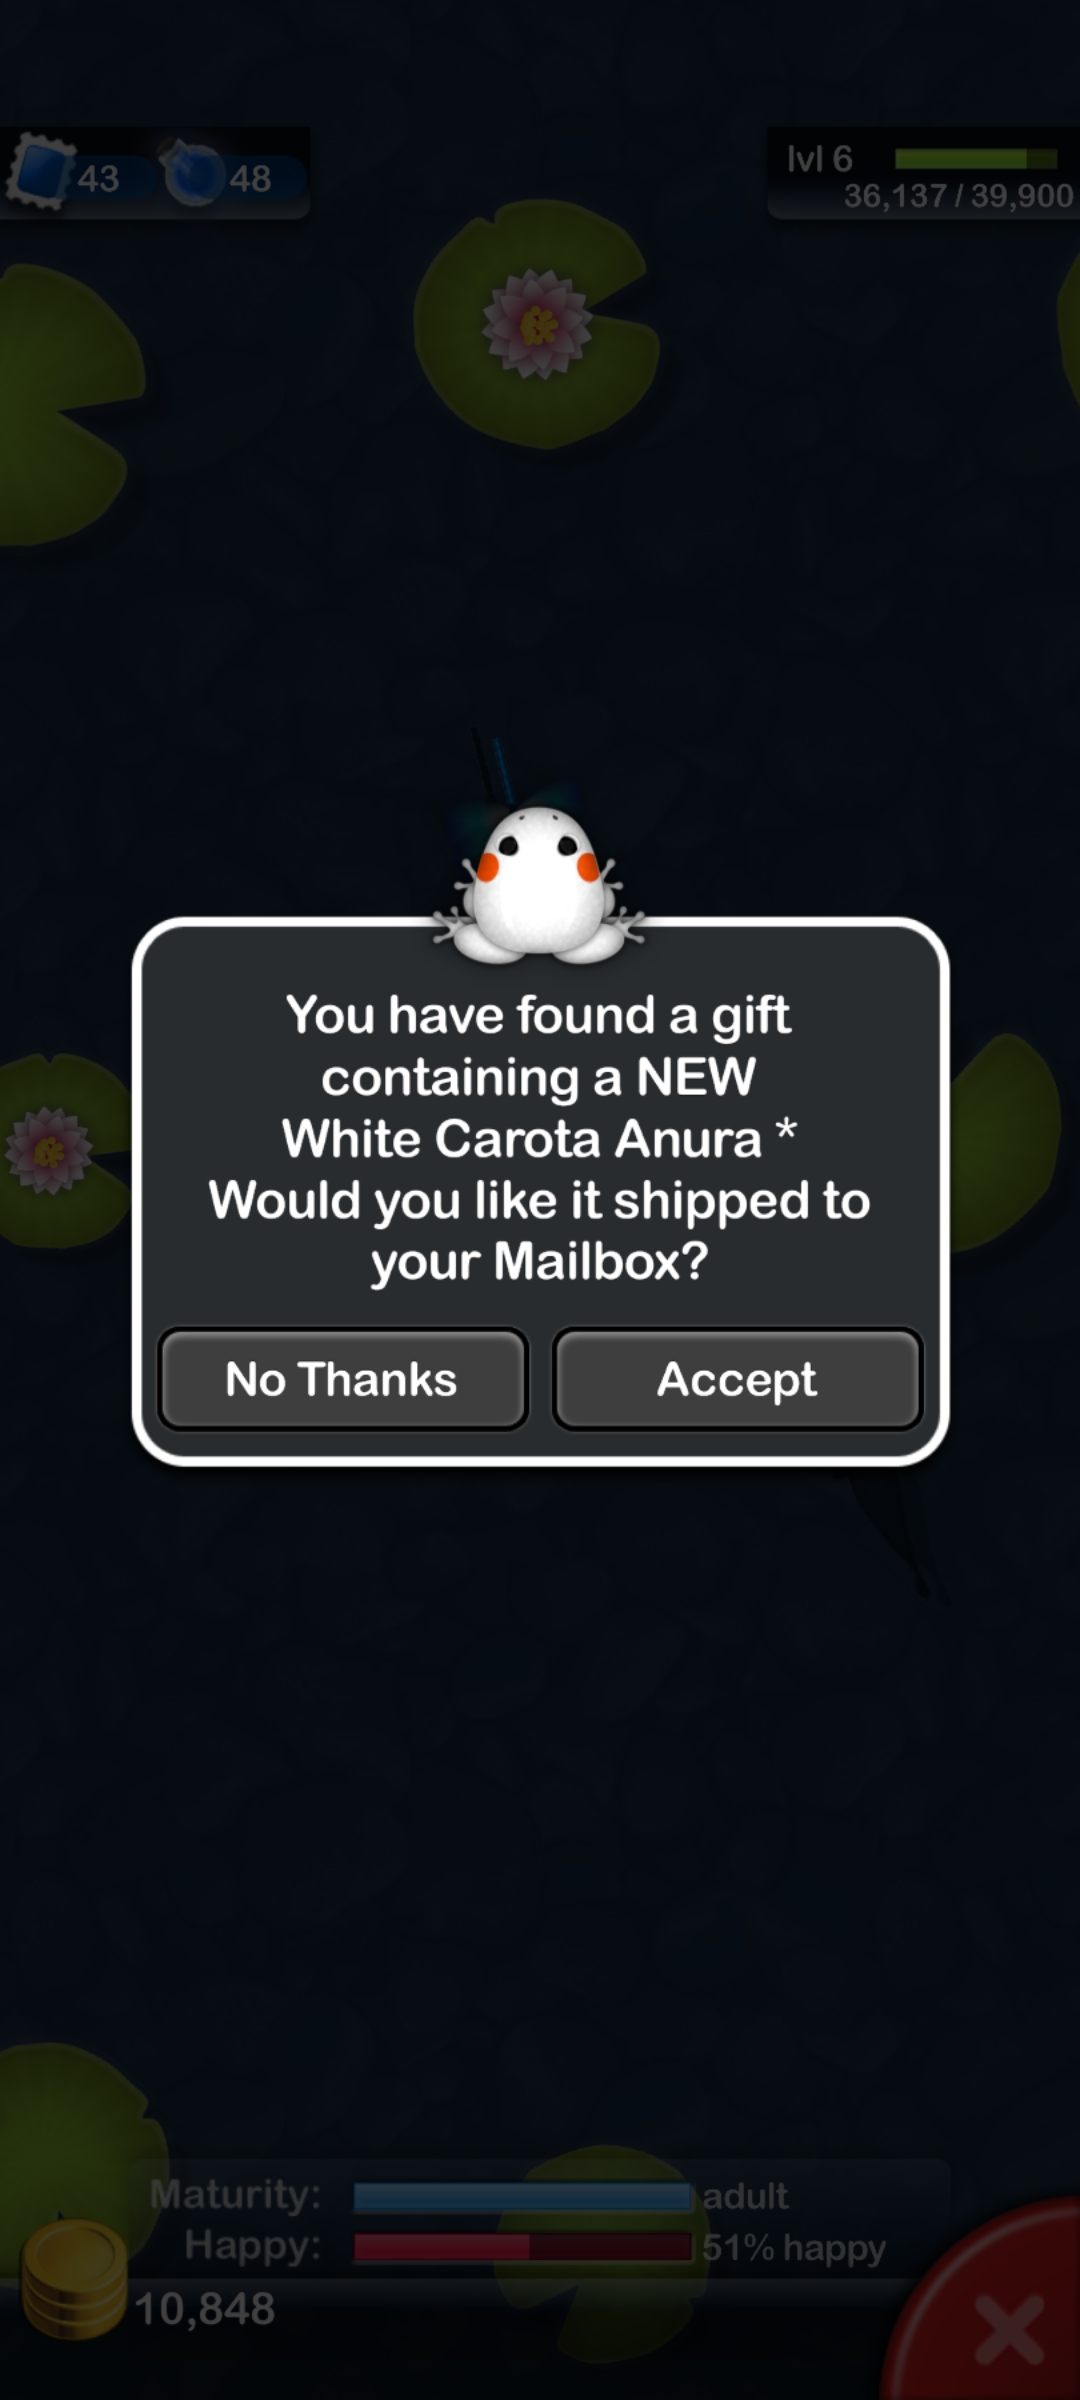 43
48
lvl 6
36,137 / 39,900
You have found a gift
containing a NEW
White Carota Anura *
Would you like it shipped to
your Mailbox?
No Thanks
Accept
Maturity:
adult
Happy:
51% happy
10,848